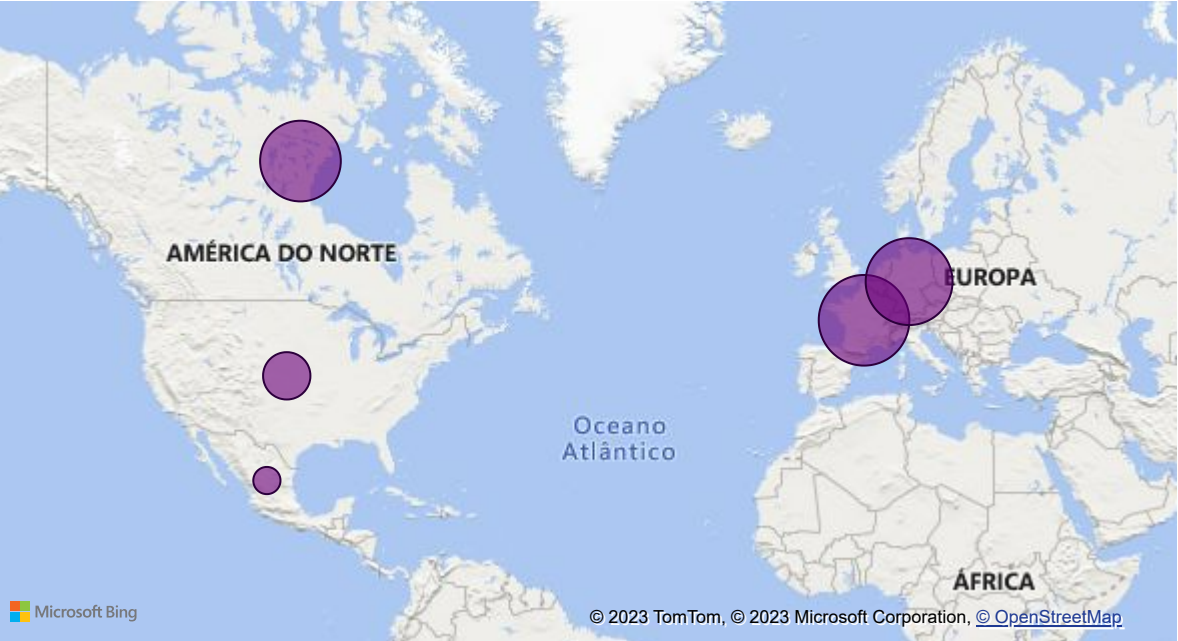 AMÉRICA DO NORTE
EUROPA
Oceano
Atlântico
ÁFRICA
Microsoft Bing
© 2023 TomTom, © 2023 Microsoft Corporation, © OpenStreetMap